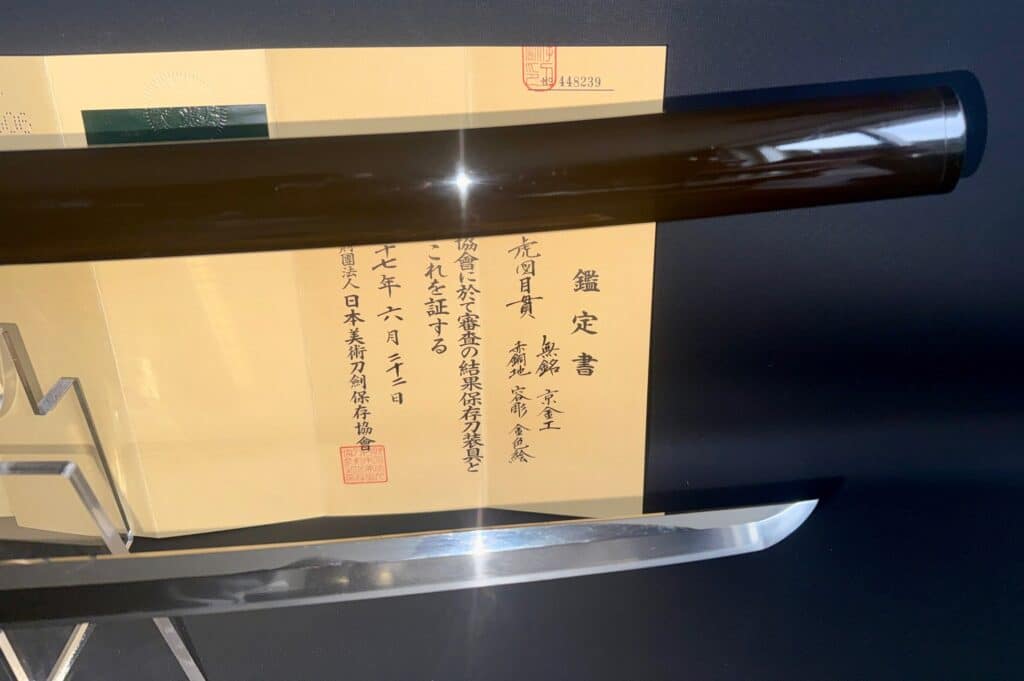 № 448239
鑑定書
虎図目貫
無銘 京金工
赤銅地 容彫 金色絵
協會に於て審査の結果保存刀装具と
これを証する
十七年六月二十二日
財團法人 日本美術刀剣保存協會